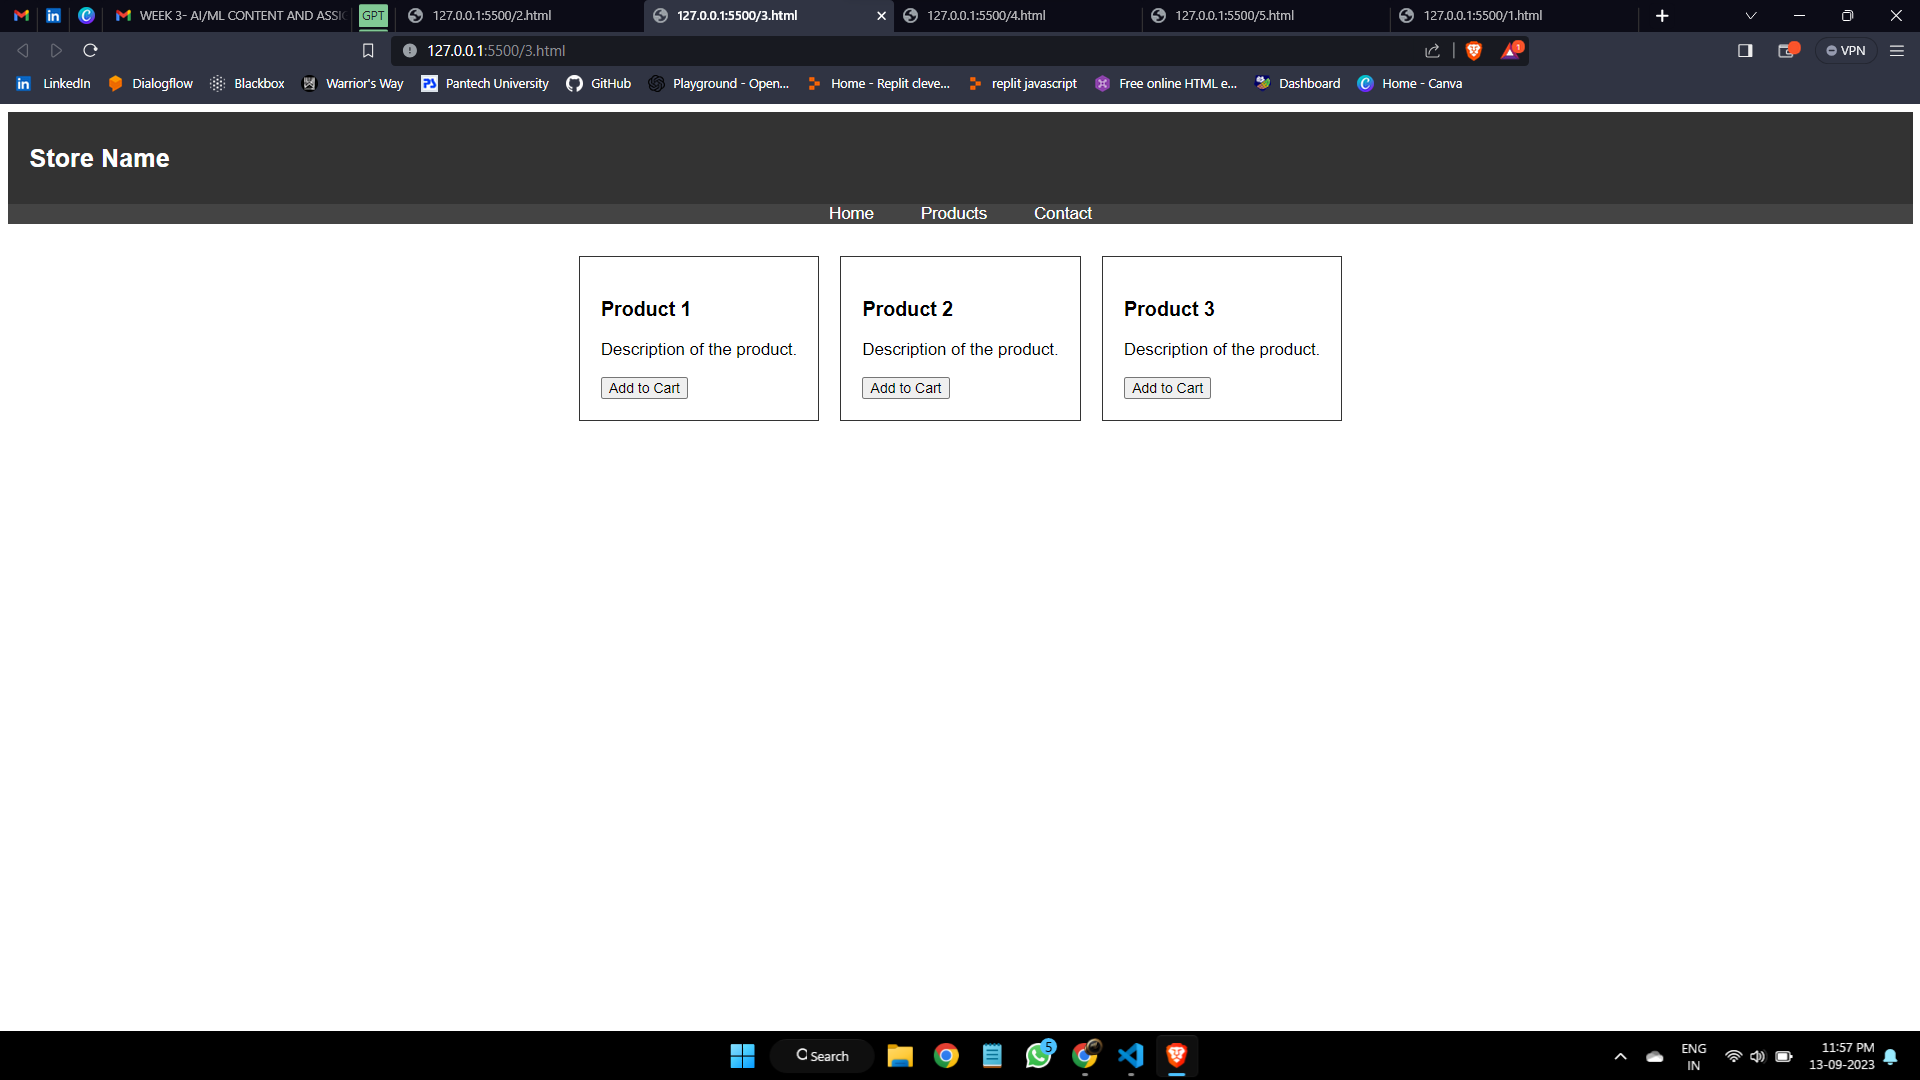 GPT
WEEK 3- AI/ML CONTENT AND ASSIG
127.0.0.1:5500/2.html
127.0.0.1:5500/3.html
127.0.0.1:5500/4.html
127.0.0.1:5500/5.html
127.0.0.1:5500/1.html
127.0.0.1:5500/3.html
1
VPN
LinkedIn
Dialogflow
Blackbox
Warrior's Way
Pantech University
GitHub
Playground - Open...
Home - Replit cleve...
replit javascript
Free online HTML e...
Dashboard
Home - Canva
Store Name
Home
Products
Contact
Product 1
Description of the product.
Add to Cart
Product 2
Description of the product.
Add to Cart
Product 3
Description of the product.
Add to Cart
Search
5
ENG
IN
11:57 PM
13-09-2023